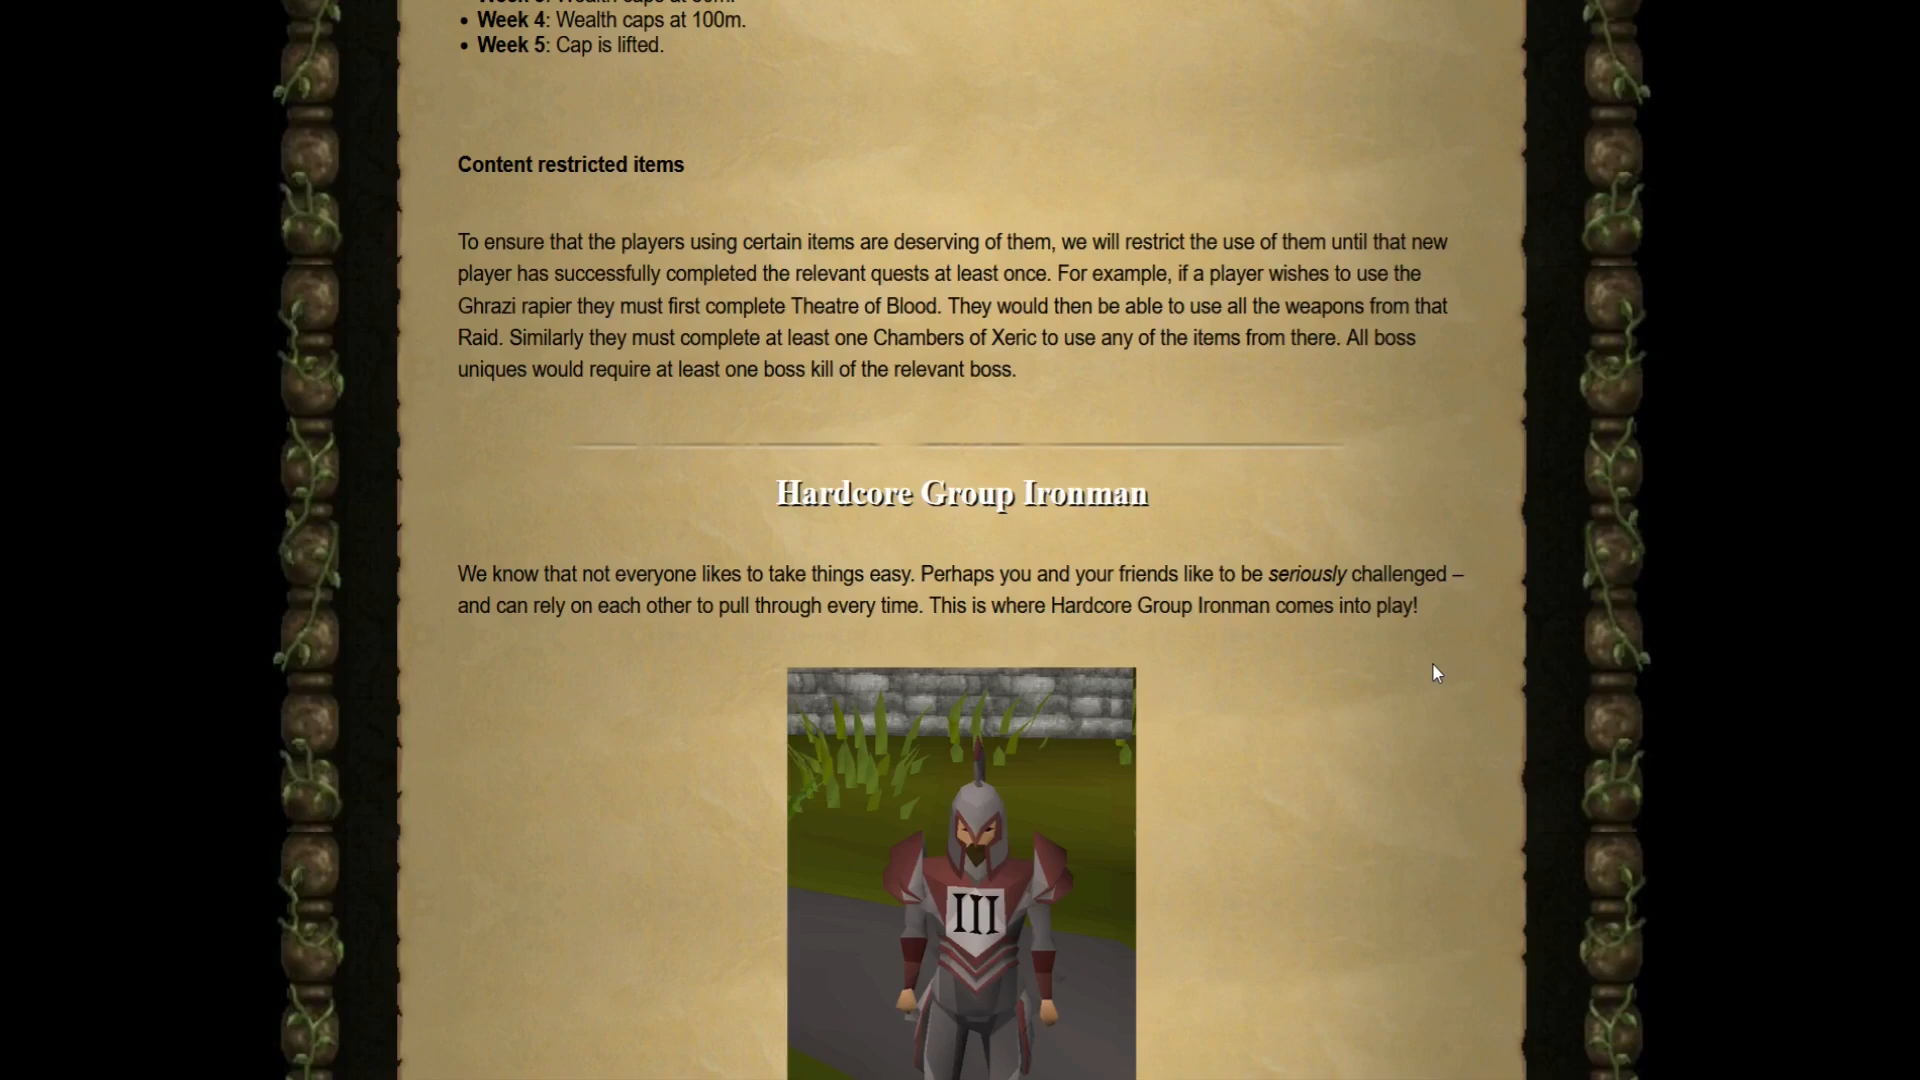 Week 4: Wealth caps at 100m.
Week 5: Cap is lifted.
Content restricted items
To ensure that the players using certain items are deserving of them, we will restrict the use of them until that new
player has successfully completed the relevant quests at least once. For example, if a player wishes to use the
Ghrazi rapier they must first complete Theatre of Blood. They would then be able to use all the weapons from that
Raid. Similarly they must complete at least one Chambers of Xeric to use any of the items from there. All boss
uniques would require at least one boss kill of the relevant boss.
Hardcore Group Ironman
We know that not everyone likes to take things easy. Perhaps you and your friends like to be seriously challenged –
and can rely on each other to pull through every time. This is where Hardcore Group Ironman comes into play!
III